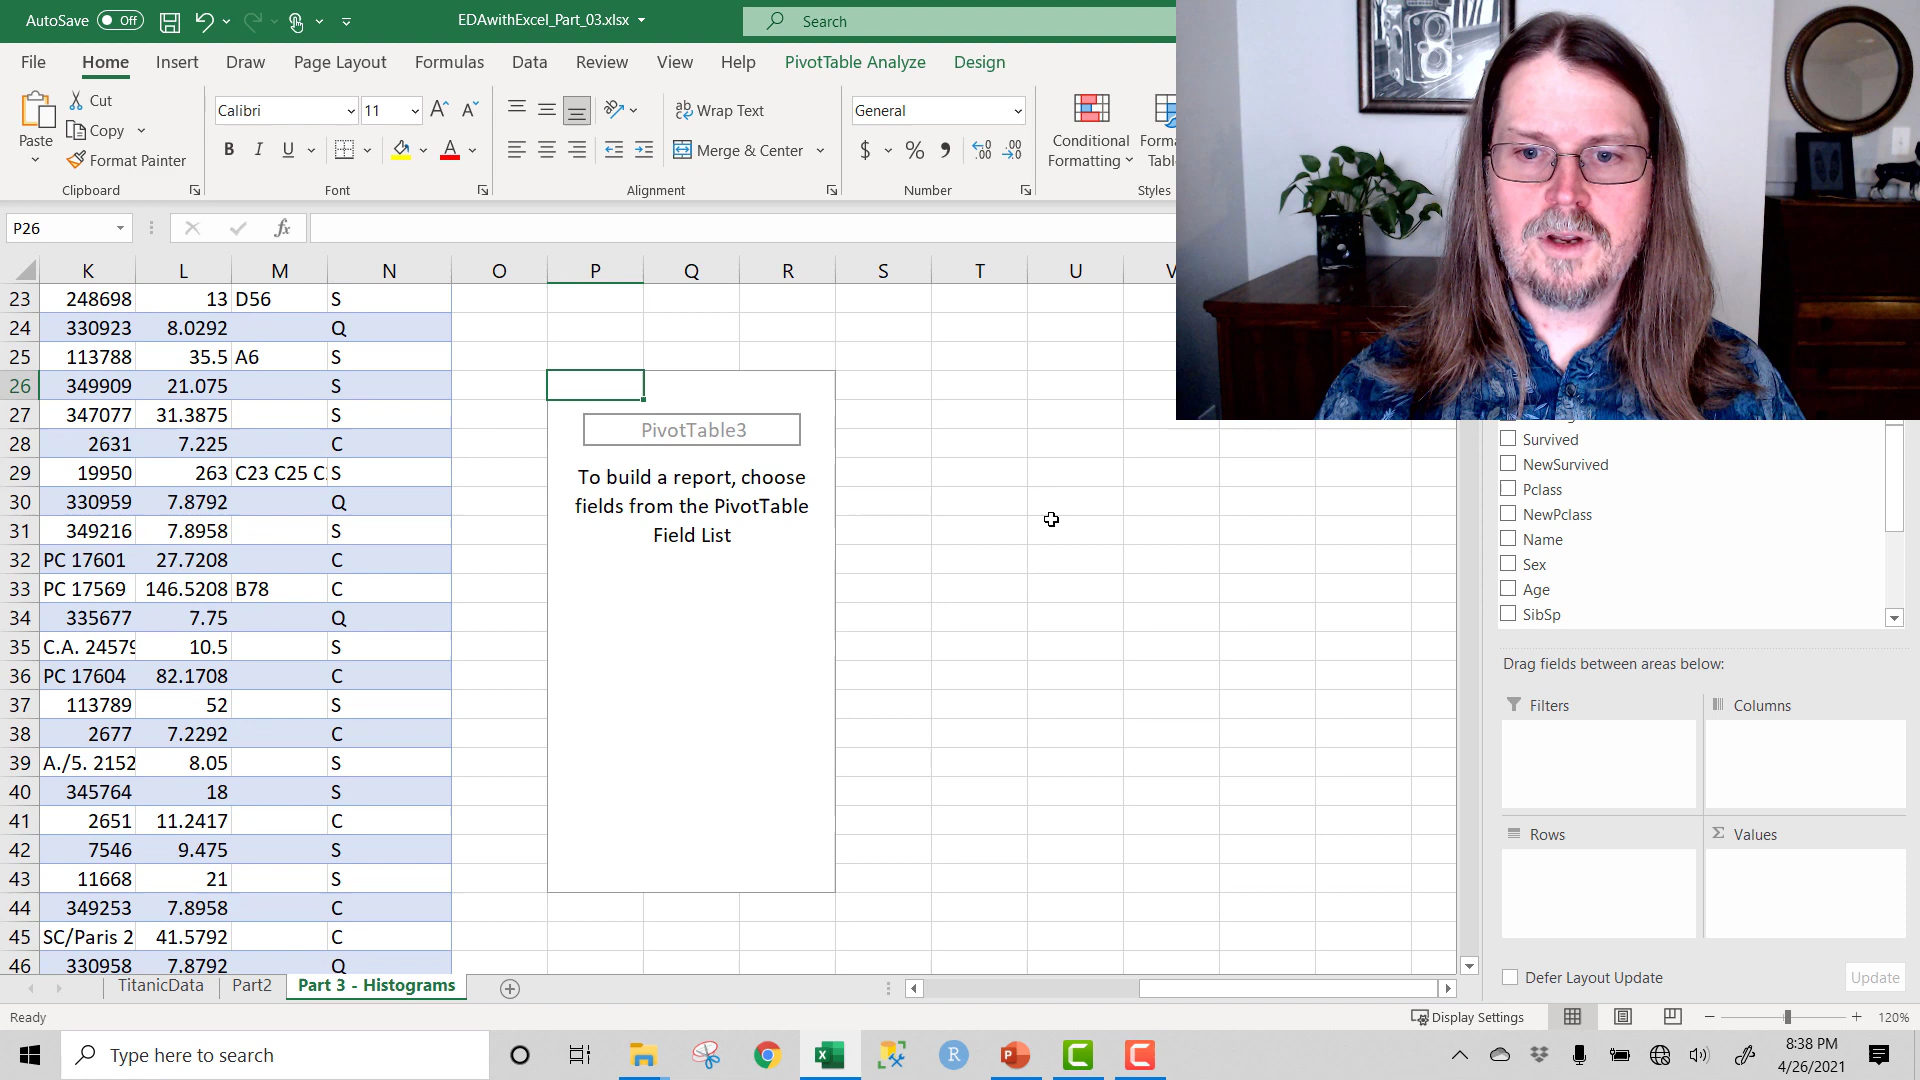 AutoSave Off EDAwithExcel_Part_03.xlsx Search
File Home Insert Draw Page Layout Formulas Data Review View Help PivotTable Analyze Design
Paste Cut Copy Format Painter
Calibri 11
B I U
Wrap Text
Merge & Center
General
$ % 9
Conditional Formatting
Clipboard Font Alignment Number Styles
P26 fx
K L M N O P Q R S T U
23 248698 13 D56 S
24 330923 8.0292 Q
25 113788 35.5 A6 S
26 349909 21.075 S
27 347077 31.3875 S
28 2631 7.225 C
29 19950 263 C23 C25 C S
30 330959 7.8792 Q
31 349216 7.8958 S
32 PC 17601 27.7208 C
33 PC 17569 146.5208 B78 C
34 335677 7.75 Q
35 C.A. 24579 10.5 S
36 PC 17604 82.1708 C
37 113789 52 S
38 2677 7.2292 C
39 A./5. 2152 8.05 S
40 345764 18 S
41 2651 11.2417 C
42 7546 9.475 S
43 11668 21 S
44 349253 7.8958 C
45 SC/Paris 2 41.5792 C
46 330958 7.8792 Q
PivotTable3
To build a report, choose
fields from the PivotTable
Field List
Survived
NewSurvived
Pclass
NewPclass
Name
Sex
Age
SibSp
Drag fields between areas below:
Filters Columns
Rows Σ Values
Defer Layout Update Update
TitanicData Part2 Part 3 - Histograms
Ready Display Settings 120%
Type here to search
8:38 PM
4/26/2021